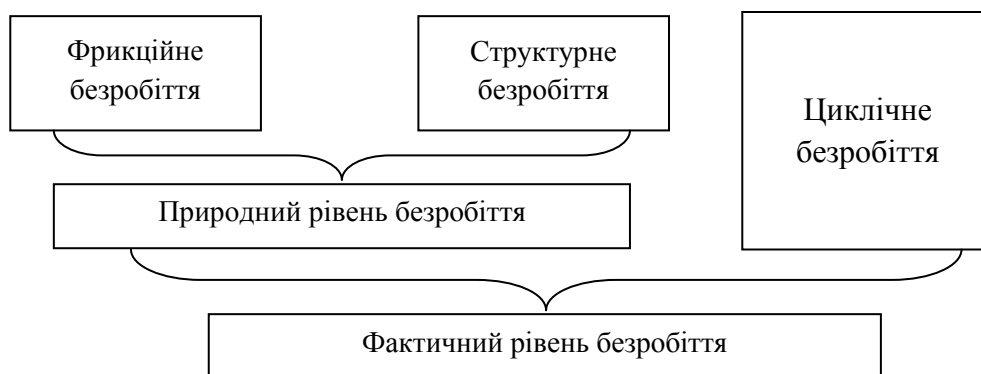 Фрикційне
безробіття
Структурне
безробіття
Циклічне
безробіття
Природний рівень безробіття
Фактичний рівень безробіття